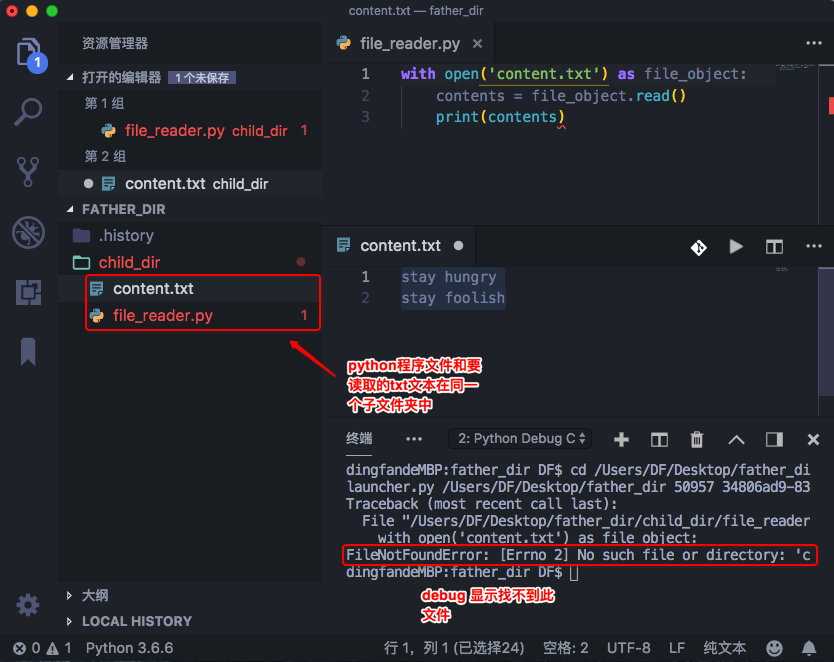 content.txt — father_dir
资源管理器
打开的编辑器 1 个未保存
第 1 组
file_reader.py child_dir 1
第 2 组
content.txt child_dir
FATHER_DIR
.history
child_dir
content.txt
file_reader.py 1
大纲
LOCAL HISTORY
file_reader.py
1 with open('content.txt') as file_object:
2 contents = file_object.read()
3 print(contents)
content.txt
1 stay hungry
2 stay foolish
python程序文件和要
读取的txt文本在同一
个子文件夹中
终端 2: Python Debug C
dingfandeMBP:father_dir DF$ cd /Users/DF/Desktop/father_di
launcher.py /Users/DF/Desktop/father_dir 50957 34806ad9-83
Traceback (most recent call last):
File "/Users/DF/Desktop/father_dir/child_dir/file_reader
with open('content.txt') as file_object:
FileNotFoundError: [Errno 2] No such file or directory: 'c
dingfandeMBP:father_dir DF$
debug 显示找不到此
文件
1
0 1 Python 3.6.6 行 1，列 1 (已选择24) 空格: 2 UTF-8 LF 纯文本